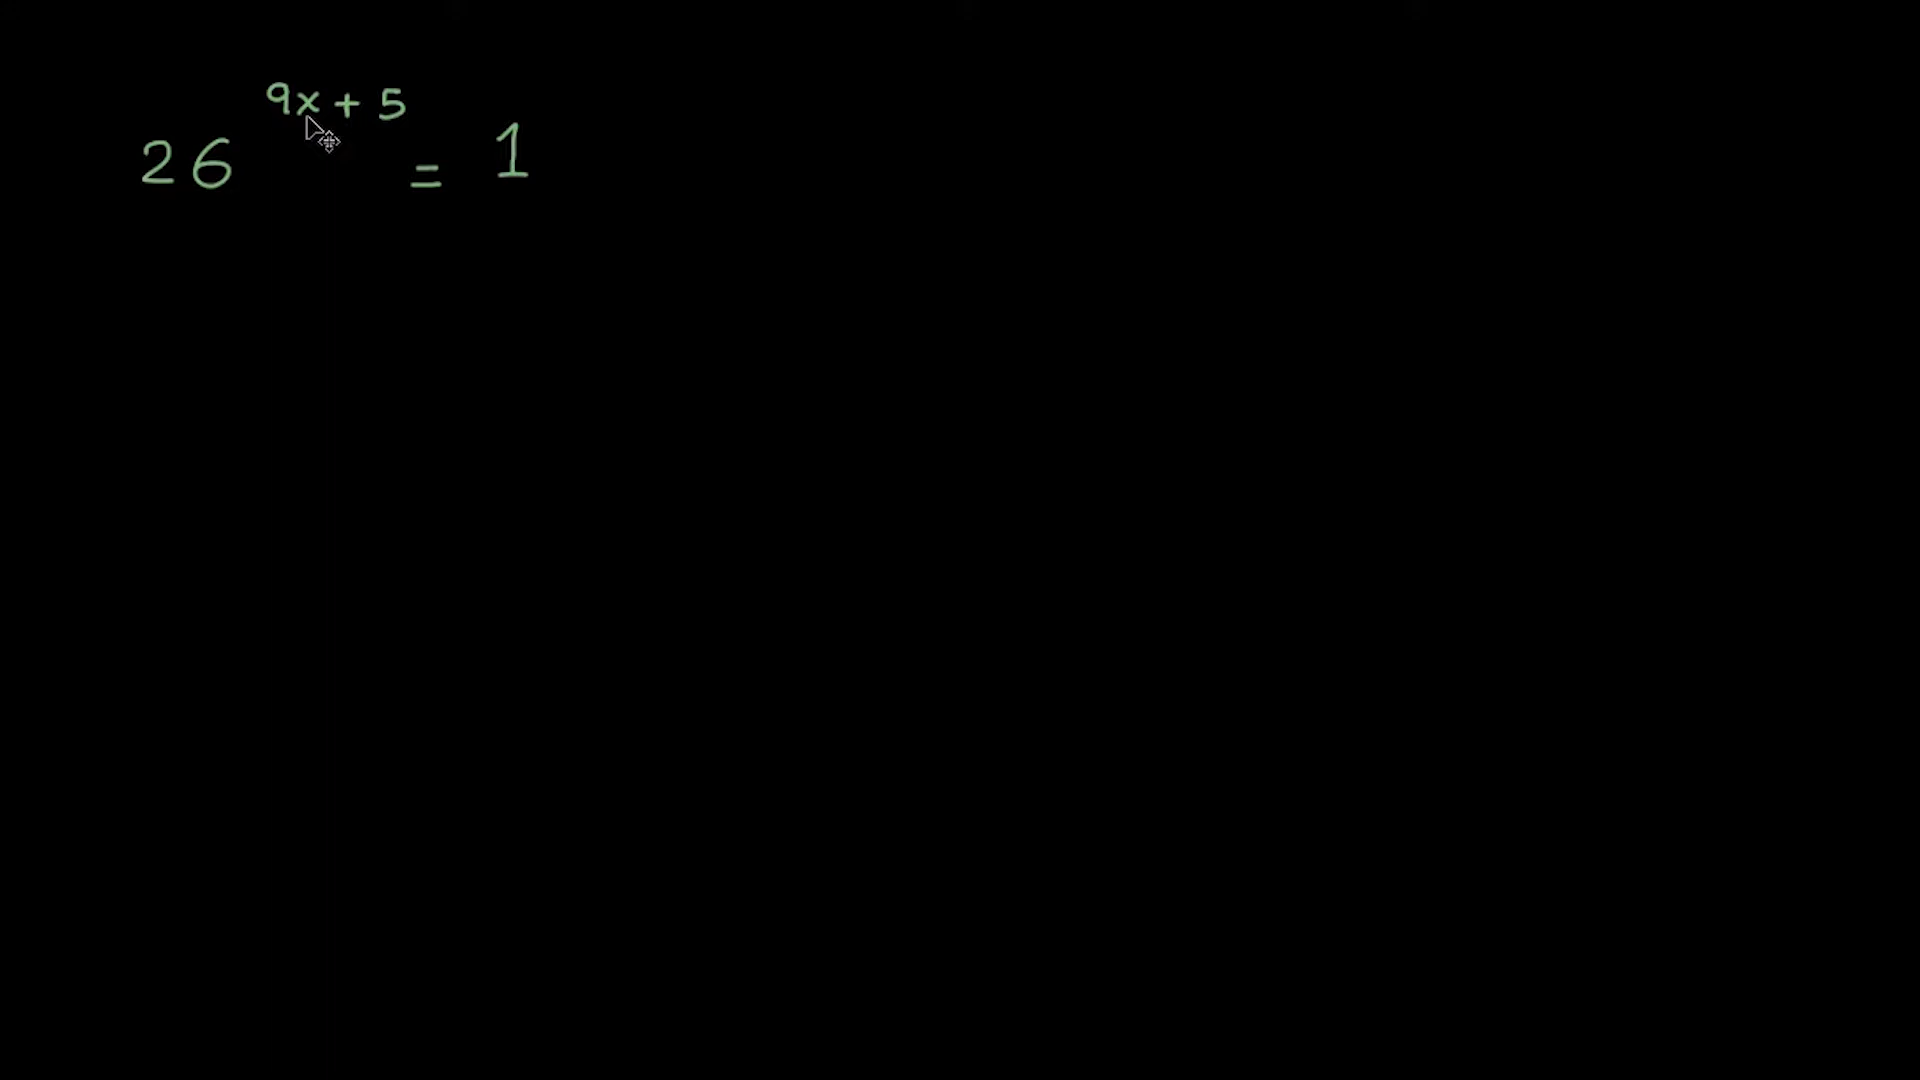 26^{9x + 5} = 1